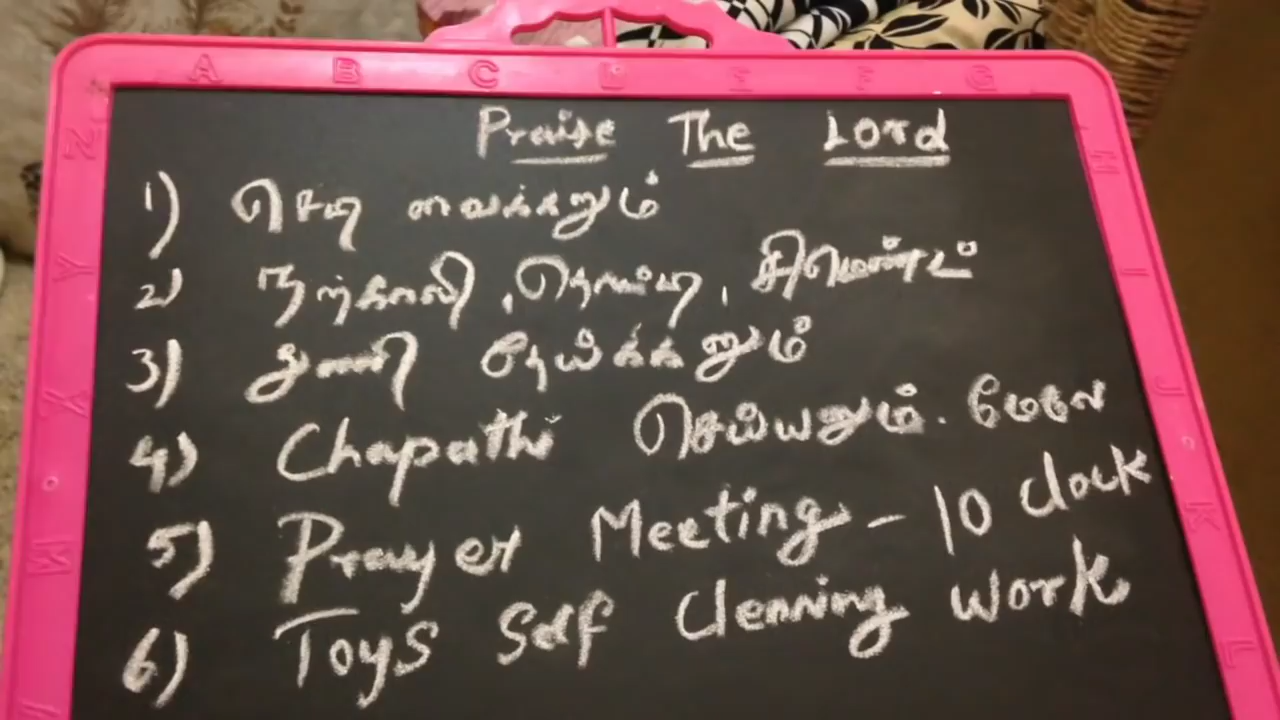 A B C D E F G
Praise The Lord
1) செடி வைக்கனும்
2) நாற்காலி, தொட்டி, சிமெண்ட்
3) துணி தேய்க்கனும்
4) Chapathi செய்யனும். மேலே
5) Prayer Meeting - 10 clock
6) Toys Self clenning work